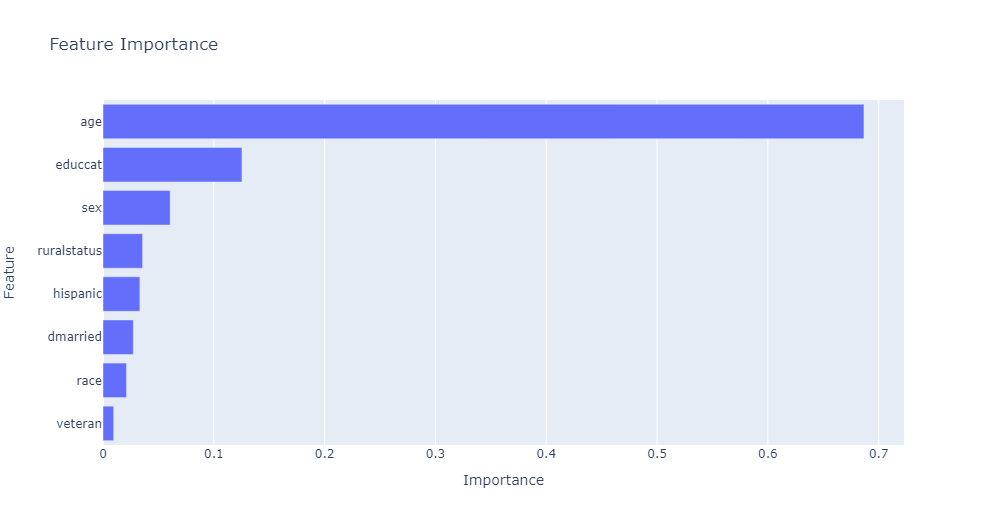 Feature Importance
age
educcat
sex
ruralstatus
hispanic
dmarried
race
veteran
Feature
0 0.1 0.2 0.3 0.4 0.5 0.6 0.7
Importance